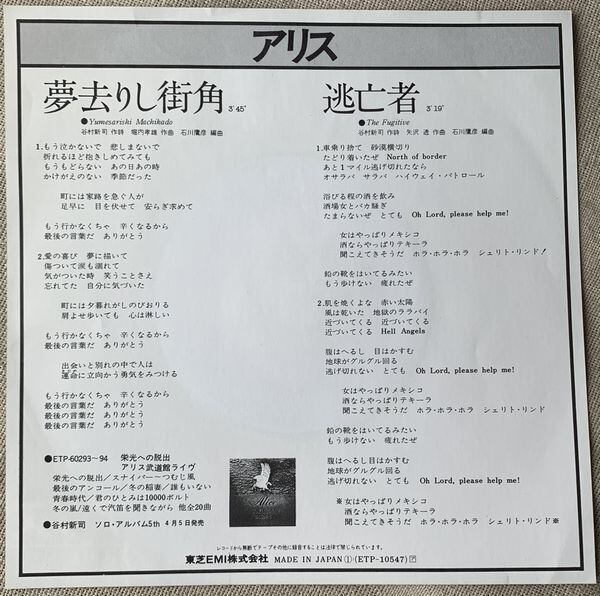 アリス
夢去りし街角 3'45"
●Yumesarishi Machikado
谷村新司 作詩 堀内孝雄 作曲 石川鷹彦 編曲
1.もう泣かないで 悲しまないで
折れるほど抱きしめてみても
もうもどらない あの日あの時
かけがえのない 季節だった
町には家路を急ぐ人が
足早に 目を伏せて 安らぎ求めて
もう行かなくちゃ 辛くなるから
最後の言葉だ ありがとう
2.愛の喜び 夢に描いて
傷ついて涙も涸れて
気がついた時 笑うことさえ
忘れてた 自分に気づいた
町には夕暮れがしのびおりる
肩よせ歩いても 心は淋しい
もう行かなくちゃ 辛くなるから
最後の言葉だ ありがとう
出会いと別れの中で人は
運命に立向かう勇気をみつける
もう行かなくちゃ 辛くなるから
最後の言葉だ ありがとう
最後の言葉だ ありがとう
●ETP-60293〜94 栄光への脱出
アリス武道館ライヴ
栄光への脱出/スナイパー〜つむじ風
最後のアンコール/冬の稲妻/誰もいない
青春時代/君のひとみは10000ボルト
冬の嵐/遠くで汽笛を聞きながら 他全20曲
●谷村新司 ソロ・アルバム5th 4月5日発売
逃亡者 3'19"
●The Fugitive
谷村新司 作詩 矢沢 透 作曲 石川鷹彦 編曲
1.車乗り捨て 砂漠横切り
たどり着いたぜ North of border
あと1マイル逃げ切れたなら
オサラバ サラバ ハイウェイ・パトロール
浴びる程の酒を飲み
酒場女とバカ騒ぎ
たまらないぜ とても Oh Lord, please help me!
女はやっぱりメキシコ
酒ならやっぱりテキーラ
聞こえてきそうだ ホラ・ホラ・ホラ シェリト・リンド!
鉛の靴をはいてるみたい
もう歩けない 疲れたぜ
2.肌を焼くよな 赤い太陽
風は乾いた 地獄のララバイ
近づいてくる 近づいてくる
近づいてくる Hell Angels
腹はへるし 目はかすむ
地球がグルグル回る
逃げ切れない とても Oh Lord, please help me!
女はやっぱりメキシコ
酒ならやっぱりテキーラ
聞こえてきそうだ ホラ・ホラ・ホラ シェリト・リンド
鉛の靴をはいてるみたい
もう歩けない 疲れたぜ
腹はへるし目はかすむ
地球がグルグル回る
逃げ切れない とても Oh Lord, please help me!
※女はやっぱりメキシコ
酒ならやっぱりテキーラ
聞こえてきそうだ ホラ・ホラ・ホラ シェリト・リンド※
レコードから無断でテープその他に録音することは法律で禁じられています。
東芝EMI株式会社 MADE IN JAPAN ①・(ETP-10547)